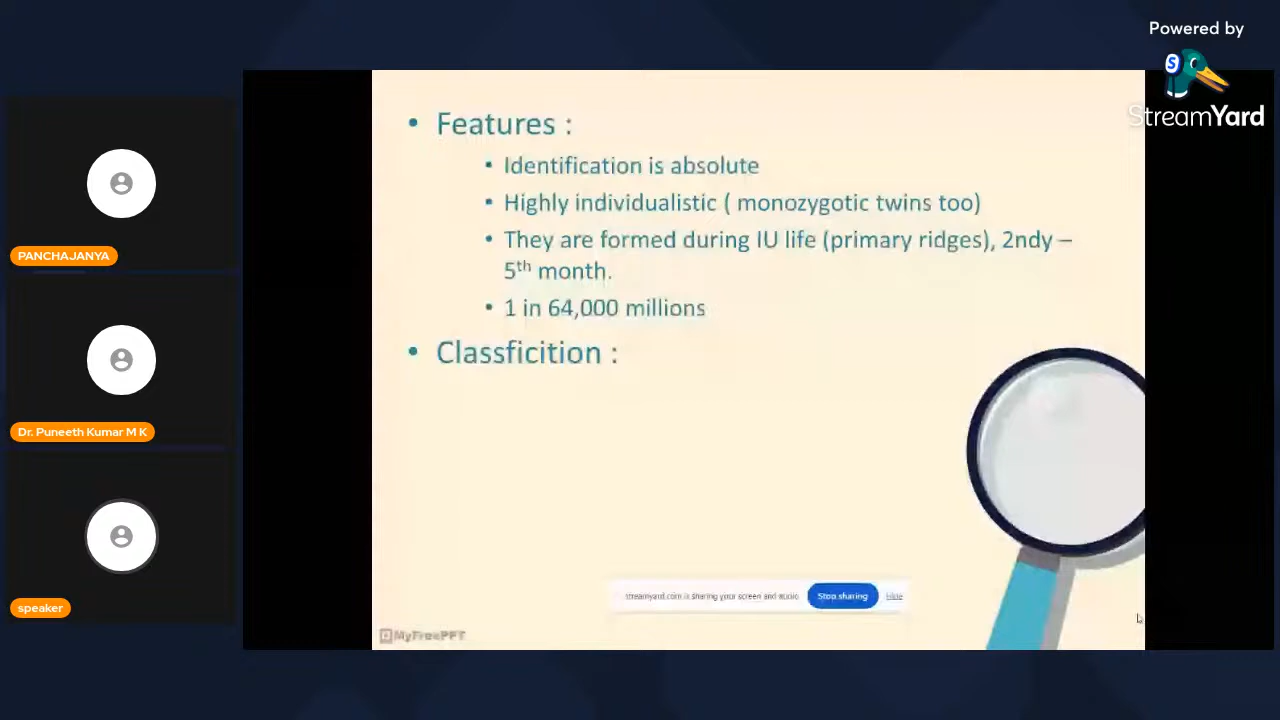 Powered by
StreamYard
• Features :
• Identification is absolute
• Highly individualistic ( monozygotic twins too)
• They are formed during IU life (primary ridges), 2ndy –
5th month.
• 1 in 64,000 millions
• Classficition :
PANCHAJANYA
Dr. Puneeth Kumar M K
speaker
streamyard.com is sharing your screen and audio
Stop sharing
Hide
MyFreePPT